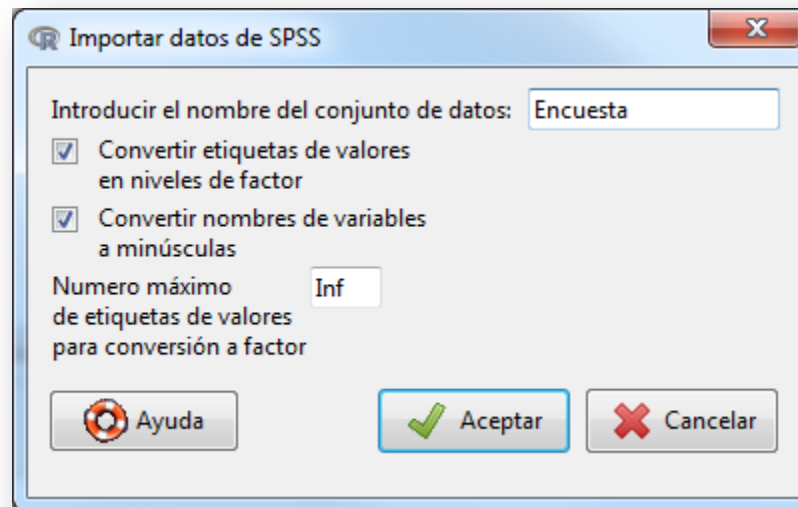 Importar datos de SPSS
Introducir el nombre del conjunto de datos: Encuesta
Convertir etiquetas de valores
en niveles de factor
Convertir nombres de variables
a minúsculas
Numero máximo Inf
de etiquetas de valores
para conversión a factor
Ayuda Aceptar Cancelar